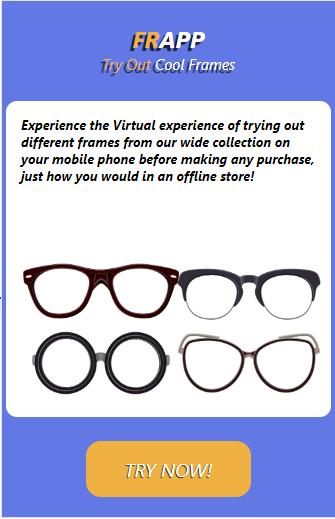 FRAPP
Try Out Cool Frames
Experience the Virtual experience of trying out
different frames from our wide collection on
your mobile phone before making any purchase,
just how you would in an offline store!
TRY NOW!